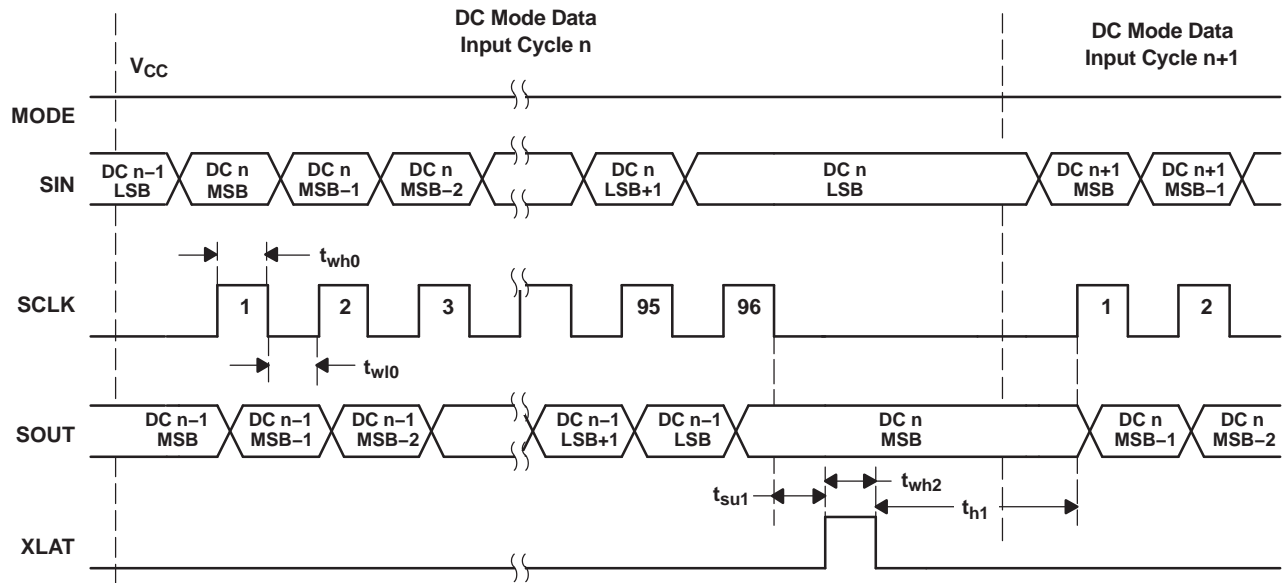 DC Mode Data
Input Cycle n
DC Mode Data
Input Cycle n+1
VCC
MODE
SIN
DC n−1
LSB
DC n
MSB
DC n
MSB−1
DC n
MSB−2
DC n
LSB+1
DC n
LSB
DC n+1
MSB
DC n+1
MSB−1
twh0
SCLK
1
2
3
95
96
1
2
twl0
SOUT
DC n−1
MSB
DC n−1
MSB−1
DC n−1
MSB−2
DC n−1
LSB+1
DC n−1
LSB
DC n
MSB
DC n
MSB−1
DC n
MSB−2
tsu1
twh2
th1
XLAT